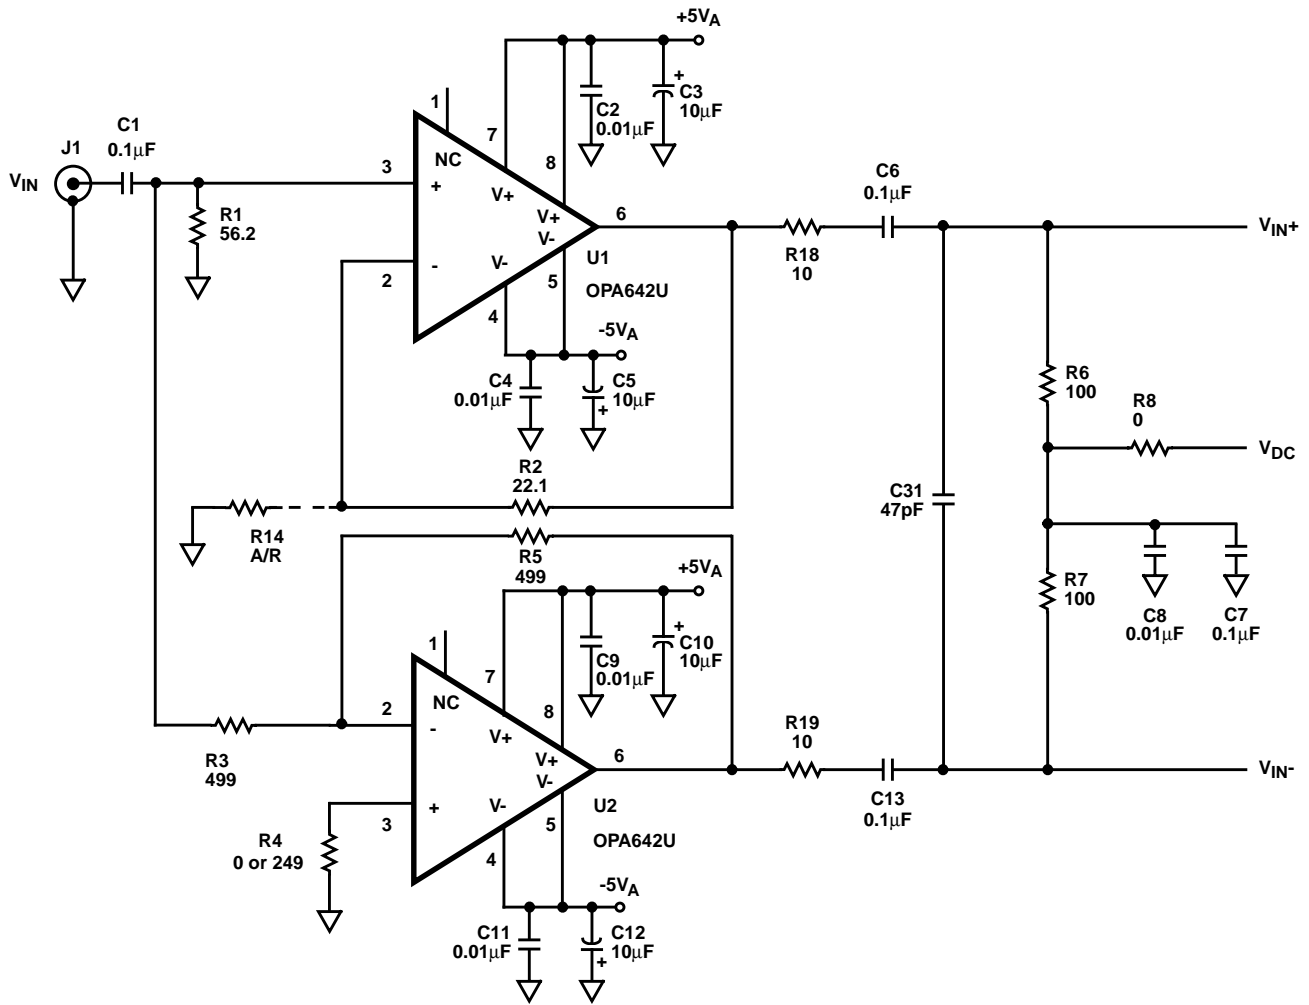 +5VA
1
C1
0.1µF
J1
VIN
3
NC
+
7
V+
8
V+
V-
6
C2
0.01µF
+
C3
10µF
R1
56.2
2
-
V-
4
5
U1
OPA642U
-5VA
C4
0.01µF
C5
10µF
+
R18
10
C6
0.1µF
VIN+
R6
100
R8
0
VDC
R2
22.1
R14
A/R
R5
499
C31
47pF
R7
100
C8
0.01µF
C7
0.1µF
+5VA
1
7
NC
2
-
V+
8
V+
V-
6
C9
0.01µF
+
C10
10µF
R3
499
R4
0 or 249
3
+
V-
4
5
U2
OPA642U
-5VA
C11
0.01µF
C12
10µF
+
R19
10
C13
0.1µF
VIN-